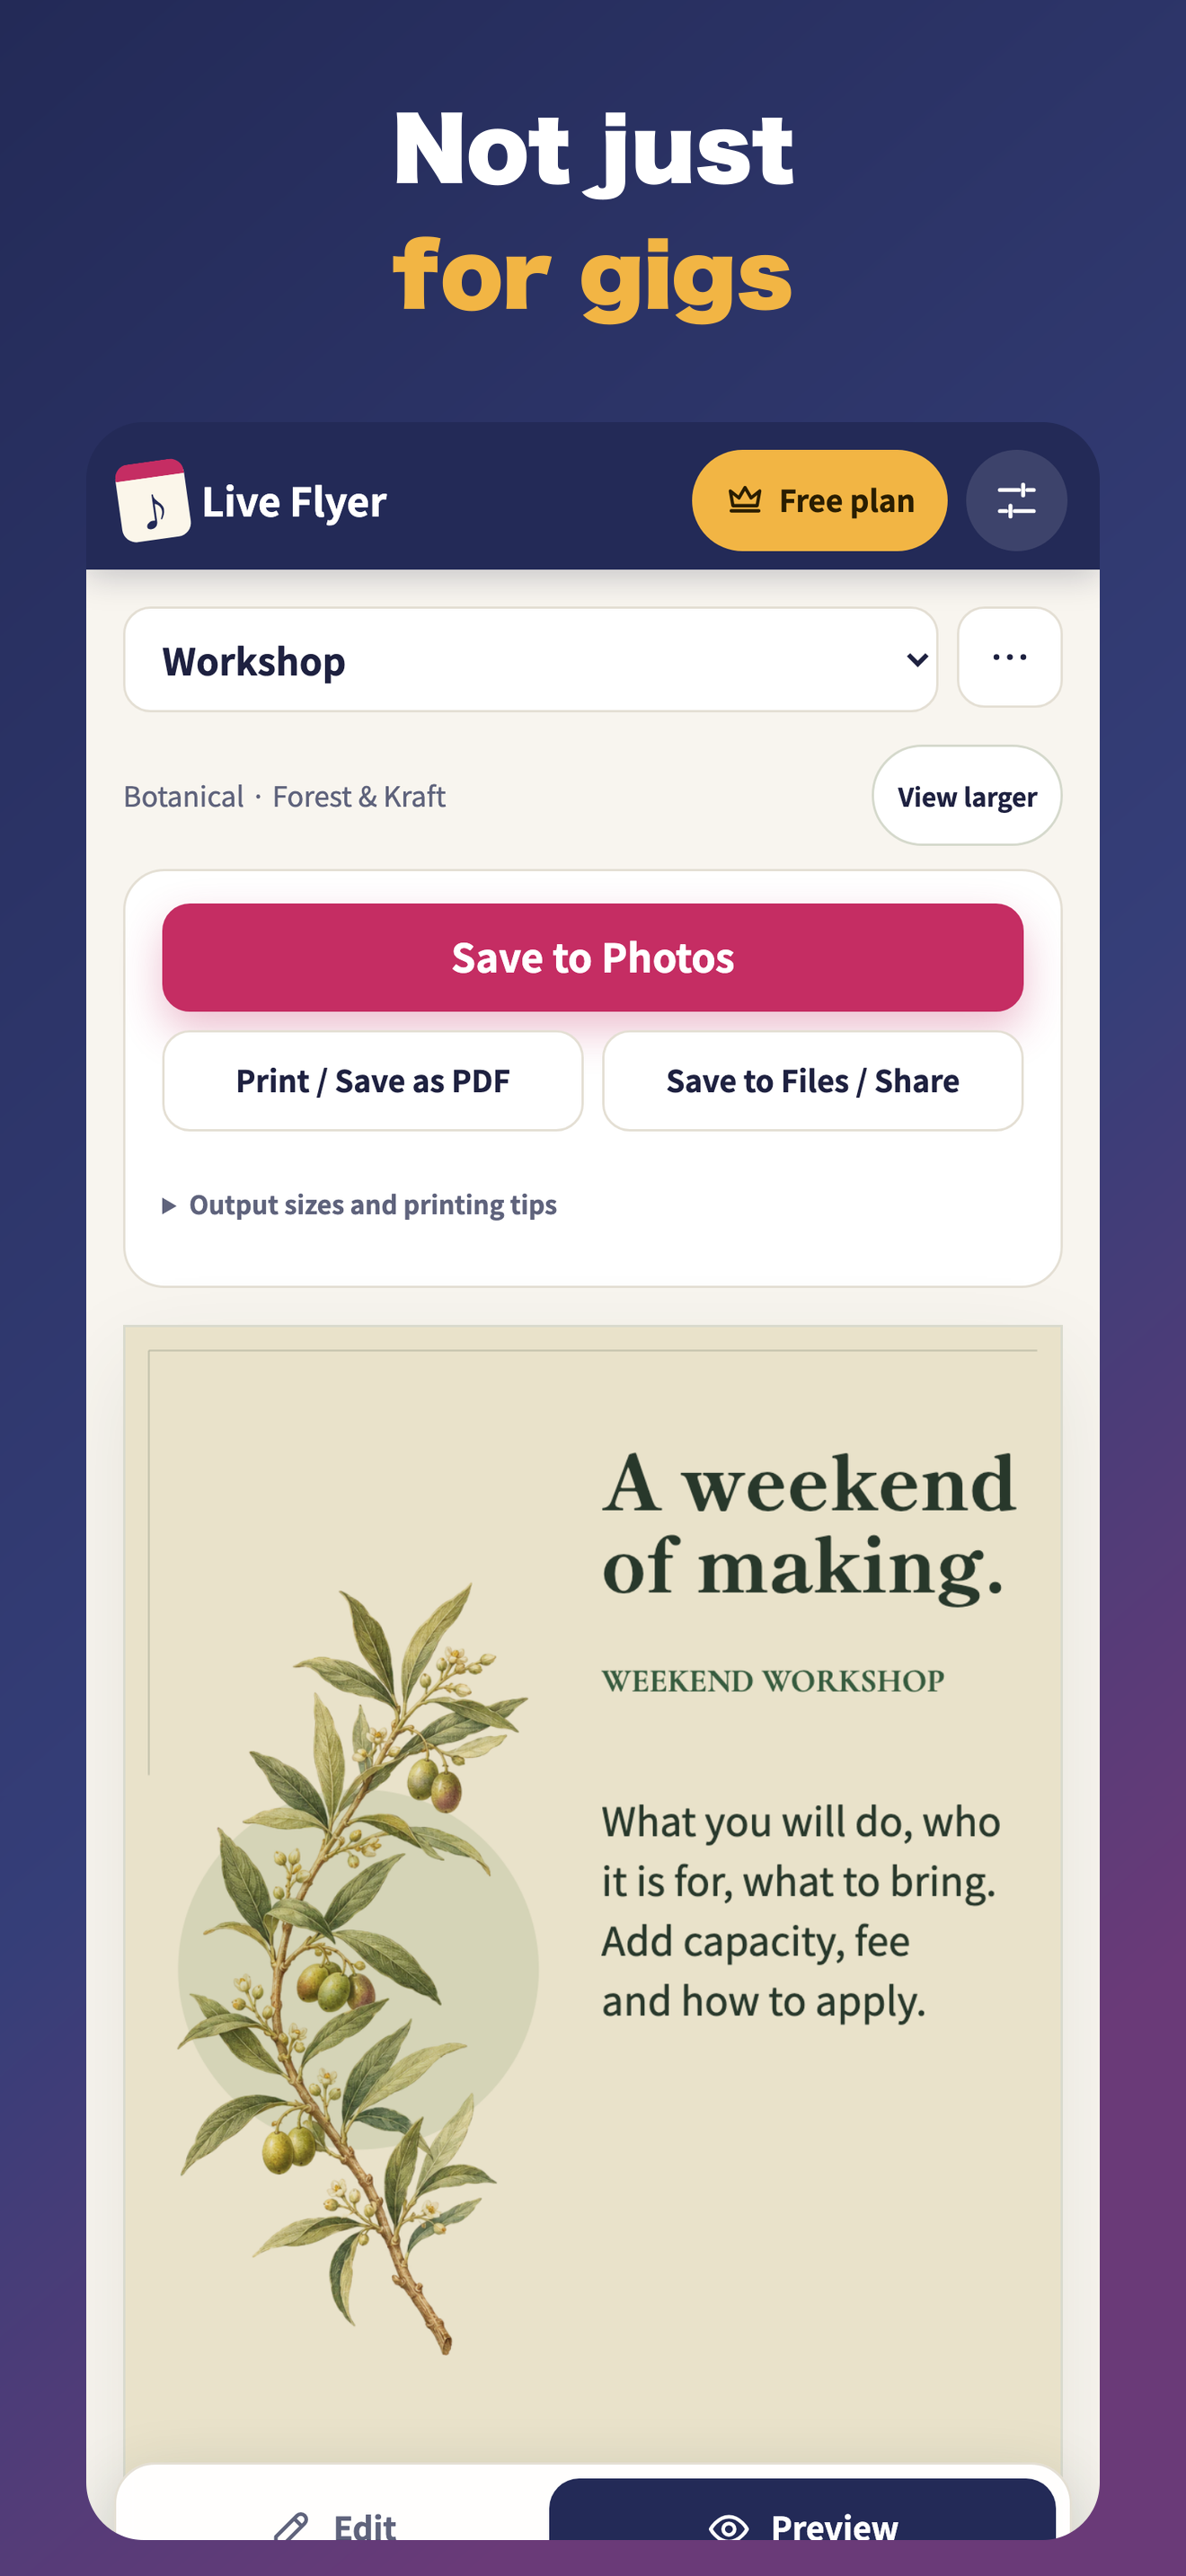 Not just
for gigs
Live Flyer
Free plan
Workshop
...
Botanical · Forest & Kraft
View larger
Save to Photos
Print / Save as PDF
Save to Files / Share
Output sizes and printing tips
A weekend
of making.
WEEKEND WORKSHOP
What you will do, who
it is for, what to bring.
Add capacity, fee
and how to apply.
Edit
Preview